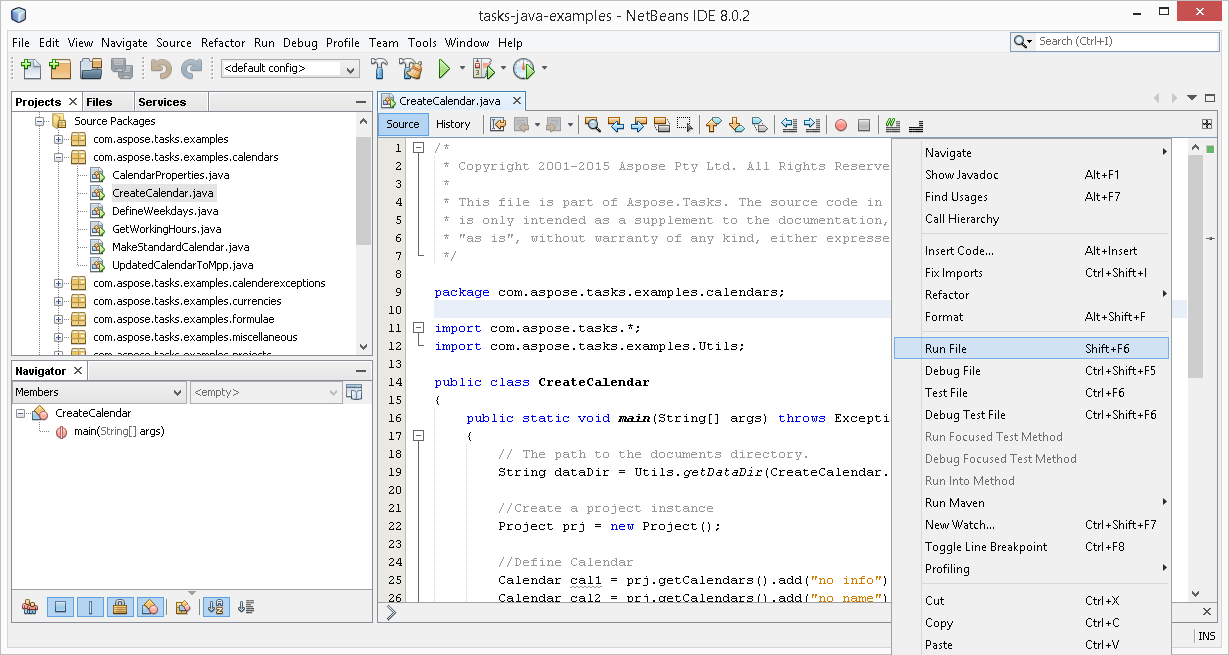 tasks-java-examples - NetBeans IDE 8.0.2
File Edit View Navigate Source Refactor Run Debug Profile Team Tools Window Help
Search (Ctrl+I)
<default config>
Projects Files Services
Source Packages
com.aspose.tasks.examples
com.aspose.tasks.examples.calendars
CalendarProperties.java
CreateCalendar.java
DefineWeekdays.java
GetWorkingHours.java
MakeStandardCalendar.java
UpdatedCalendarToMpp.java
com.aspose.tasks.examples.calenderexceptions
com.aspose.tasks.examples.currencies
com.aspose.tasks.examples.formulae
com.aspose.tasks.examples.miscellaneous
com.aspose.tasks.examples.projects
Navigator
Members <empty>
CreateCalendar
main(String[] args)
CreateCalendar.java
Source History
1 /*
2 * Copyright 2001-2015 Aspose Pty Ltd. All Rights Reserve
3 *
4 * This file is part of Aspose.Tasks. The source code in
5 * is only intended as a supplement to the documentation,
6 * "as is", without warranty of any kind, either expresse
7 */
8
9 package com.aspose.tasks.examples.calendars;
10
11 import com.aspose.tasks.*;
12 import com.aspose.tasks.examples.Utils;
13
14 public class CreateCalendar
15 {
16 public static void main(String[] args) throws Excepti
17 {
18 // The path to the documents directory.
19 String dataDir = Utils.getDataDir(CreateCalendar.
20
21 //Create a project instance
22 Project prj = new Project();
23
24 //Define Calendar
25 Calendar cal1 = prj.getCalendars().add("no info")
26 Calendar cal2 = prj.getCalendars().add("no name")
Navigate
Show Javadoc Alt+F1
Find Usages Alt+F7
Call Hierarchy
Insert Code... Alt+Insert
Fix Imports Ctrl+Shift+I
Refactor
Format Alt+Shift+F
Run File Shift+F6
Debug File Ctrl+Shift+F5
Test File Ctrl+F6
Debug Test File Ctrl+Shift+F6
Run Focused Test Method
Debug Focused Test Method
Run Into Method
Run Maven
New Watch... Ctrl+Shift+F7
Toggle Line Breakpoint Ctrl+F8
Profiling
Cut Ctrl+X
Copy Ctrl+C
Paste Ctrl+V
INS